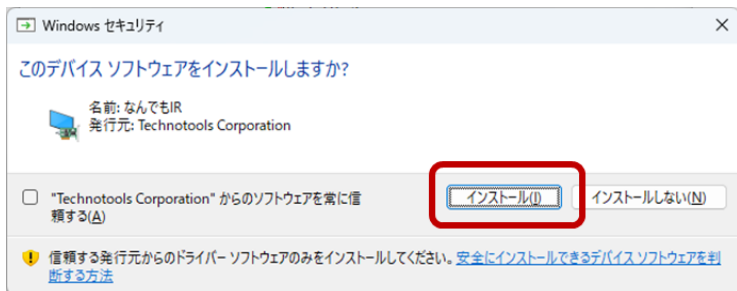 Windows セキュリティ
このデバイス ソフトウェアをインストールしますか?
名前: なんでもIR
発行元: Technotools Corporation
"Technotools Corporation" からのソフトウェアを常に信
頼する(A)
インストール(I)
インストールしない(N)
信頼する発行元からのドライバー ソフトウェアのみをインストールしてください。安全にインストールできるデバイス ソフトウェアを判
断する方法